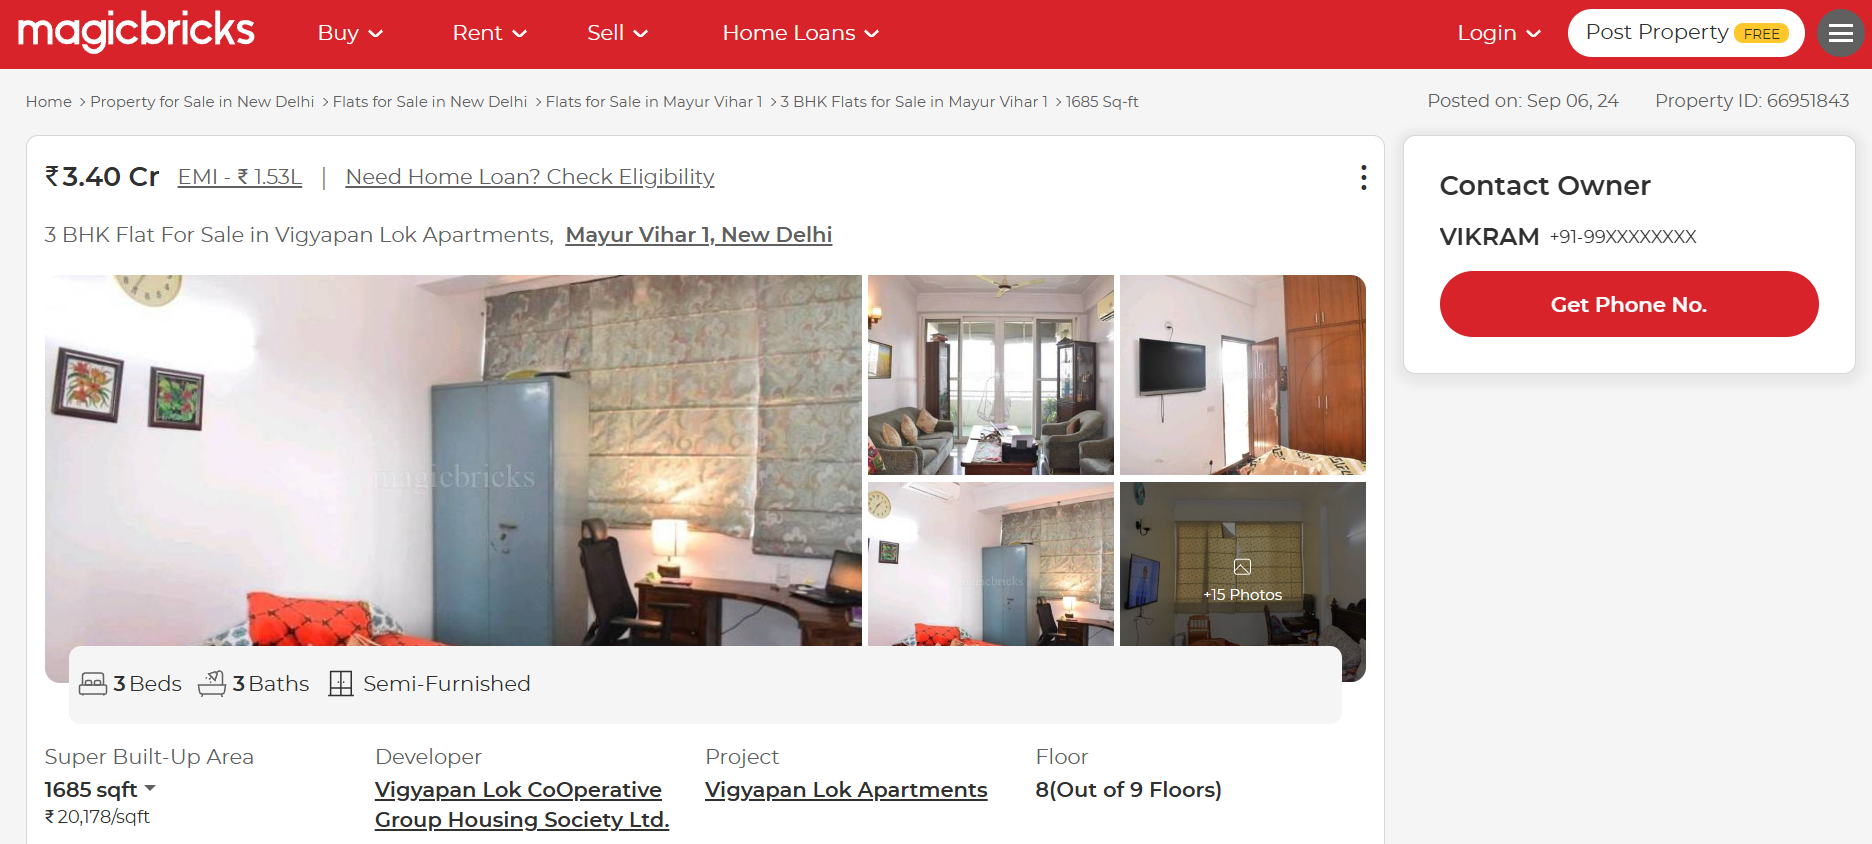 magicbricks
Buy
Rent
Sell
Home Loans
Login
Post Property FREE
Home > Property for Sale in New Delhi > Flats for Sale in New Delhi > Flats for Sale in Mayur Vihar 1 > 3 BHK Flats for Sale in Mayur Vihar 1 > 1685 Sq-ft
Posted on: Sep 06, 24
Property ID: 66951843
₹3.40 Cr EMI - ₹ 1.53L | Need Home Loan? Check Eligibility
3 BHK Flat For Sale in Vigyapan Lok Apartments, Mayur Vihar 1, New Delhi
magicbricks
magicbricks
+15 Photos
3 Beds
3 Baths
Semi-Furnished
Super Built-Up Area
1685 sqft
₹20,178/sqft
Developer
Vigyapan Lok CoOperative
Group Housing Society Ltd.
Project
Vigyapan Lok Apartments
Floor
8(Out of 9 Floors)
Contact Owner
VIKRAM +91-99XXXXXXXX
Get Phone No.